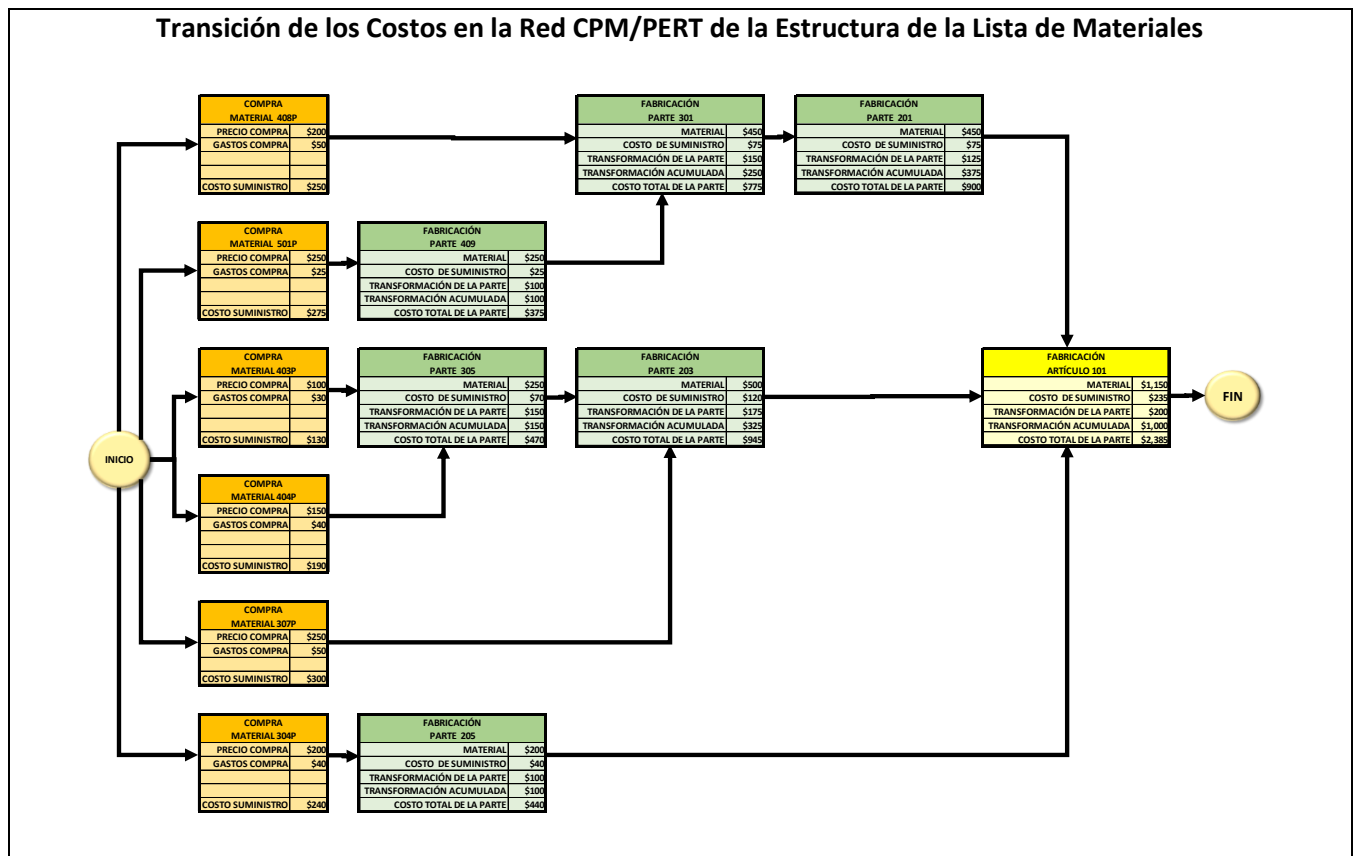 Transición de los Costos en la Red CPM/PERT de la Estructura de la Lista de Materiales
COMPRA
MATERIAL 408P
PRECIO COMPRA $200
GASTOS COMPRA $50
COSTO SUMINISTRO $250
FABRICACIÓN
PARTE 301
MATERIAL $450
COSTO DE SUMINISTRO $75
TRANSFORMACIÓN DE LA PARTE $150
TRANSFORMACIÓN ACUMULADA $250
COSTO TOTAL DE LA PARTE $775
FABRICACIÓN
PARTE 201
MATERIAL $450
COSTO DE SUMINISTRO $75
TRANSFORMACIÓN DE LA PARTE $125
TRANSFORMACIÓN ACUMULADA $375
COSTO TOTAL DE LA PARTE $900
COMPRA
MATERIAL 501P
PRECIO COMPRA $250
GASTOS COMPRA $25
COSTO SUMINISTRO $275
FABRICACIÓN
PARTE 409
MATERIAL $250
COSTO DE SUMINISTRO $25
TRANSFORMACIÓN DE LA PARTE $100
TRANSFORMACIÓN ACUMULADA $100
COSTO TOTAL DE LA PARTE $375
COMPRA
MATERIAL 403P
PRECIO COMPRA $100
GASTOS COMPRA $30
COSTO SUMINISTRO $130
FABRICACIÓN
PARTE 305
MATERIAL $250
COSTO DE SUMINISTRO $70
TRANSFORMACIÓN DE LA PARTE $150
TRANSFORMACIÓN ACUMULADA $150
COSTO TOTAL DE LA PARTE $470
FABRICACIÓN
PARTE 203
MATERIAL $500
COSTO DE SUMINISTRO $120
TRANSFORMACIÓN DE LA PARTE $175
TRANSFORMACIÓN ACUMULADA $325
COSTO TOTAL DE LA PARTE $945
FABRICACIÓN
ARTÍCULO 101
MATERIAL $1,150
COSTO DE SUMINISTRO $235
TRANSFORMACIÓN DE LA PARTE $200
TRANSFORMACIÓN ACUMULADA $1,000
COSTO TOTAL DE LA PARTE $2,385
FIN
INICIO
COMPRA
MATERIAL 404P
PRECIO COMPRA $150
GASTOS COMPRA $40
COSTO SUMINISTRO $190
COMPRA
MATERIAL 307P
PRECIO COMPRA $250
GASTOS COMPRA $50
COSTO SUMINISTRO $300
COMPRA
MATERIAL 304P
PRECIO COMPRA $200
GASTOS COMPRA $40
COSTO SUMINISTRO $240
FABRICACIÓN
PARTE 205
MATERIAL $200
COSTO DE SUMINISTRO $40
TRANSFORMACIÓN DE LA PARTE $100
TRANSFORMACIÓN ACUMULADA $100
COSTO TOTAL DE LA PARTE $440